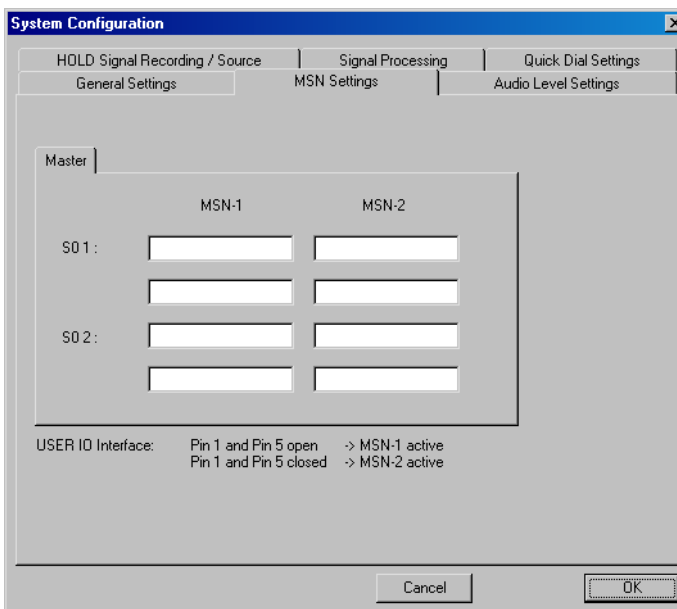 System Configuration
HOLD Signal Recording / Source Signal Processing Quick Dial Settings
General Settings MSN Settings Audio Level Settings
Master
MSN-1 MSN-2
S0 1 :
S0 2 :
USER IO Interface: Pin 1 and Pin 5 open -> MSN-1 active
Pin 1 and Pin 5 closed -> MSN-2 active
Cancel OK